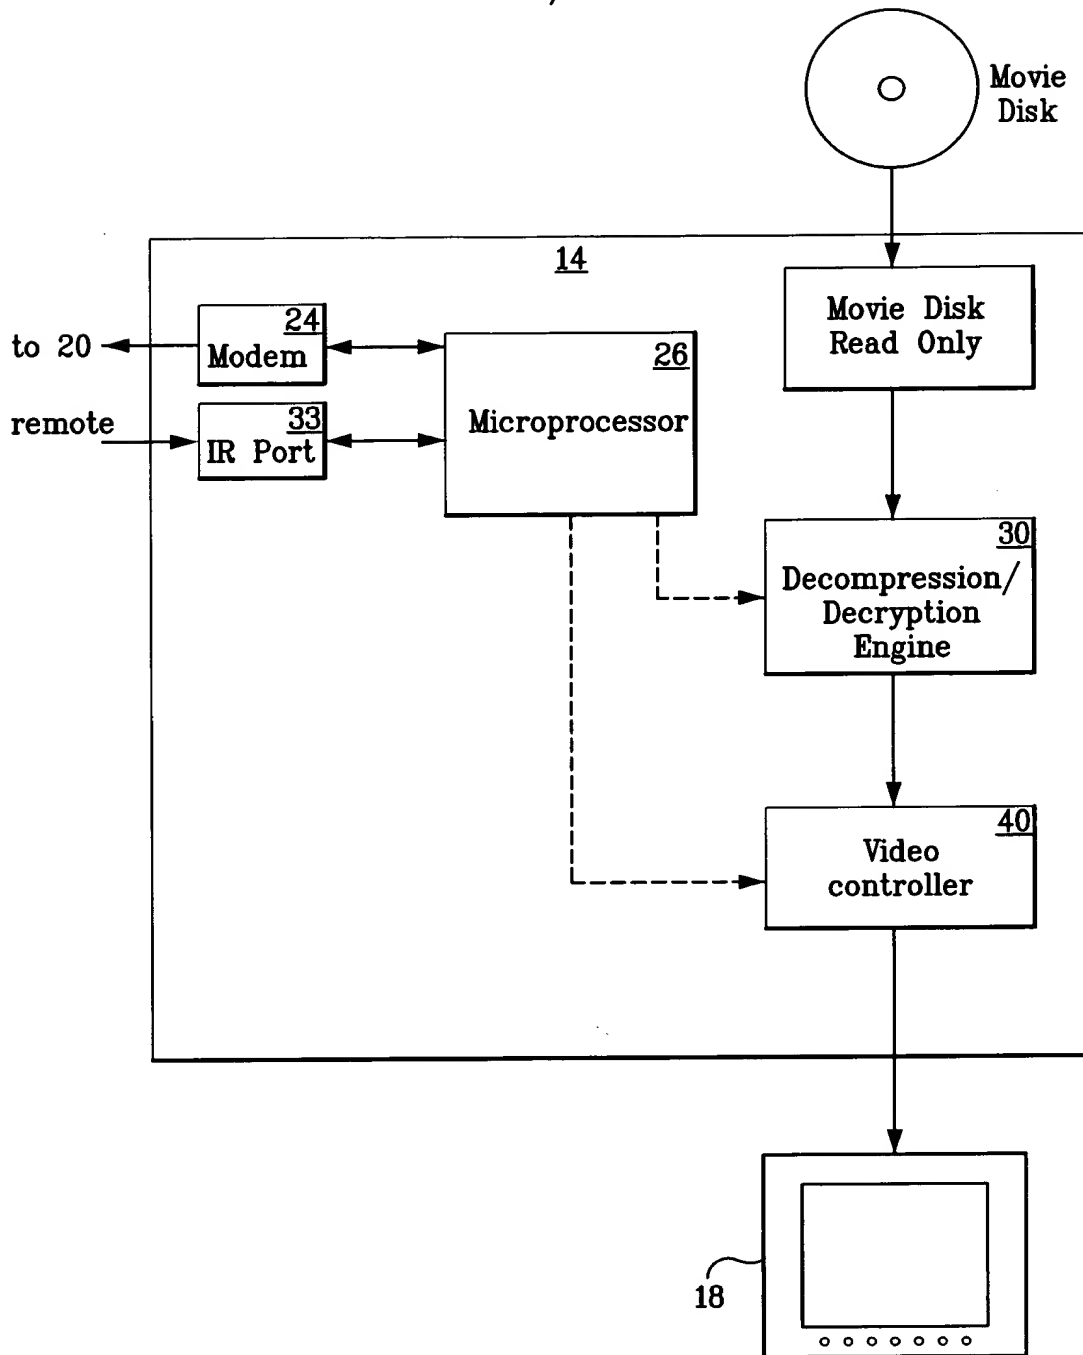 Movie
Disk
14
Movie Disk
Read Only
24
Modem
to 20
26
Microprocessor
remote
33
IR Port
30
Decompression/
Decryption
Engine
40
Video
controller
18